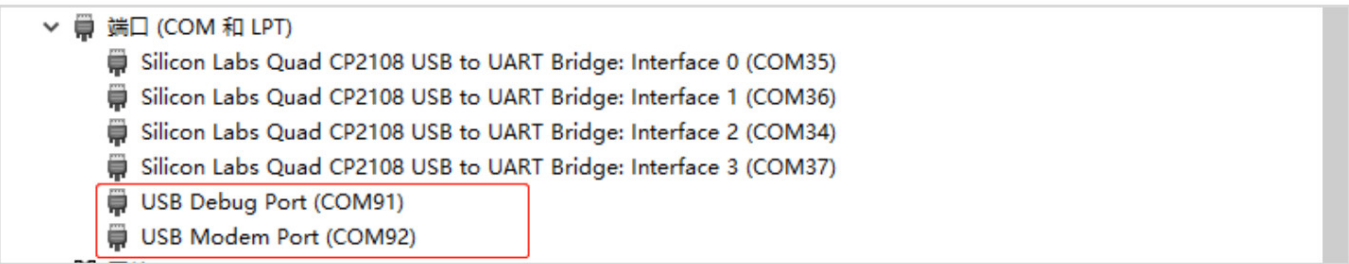 端口 (COM 和 LPT)
Silicon Labs Quad CP2108 USB to UART Bridge: Interface 0 (COM35)
Silicon Labs Quad CP2108 USB to UART Bridge: Interface 1 (COM36)
Silicon Labs Quad CP2108 USB to UART Bridge: Interface 2 (COM34)
Silicon Labs Quad CP2108 USB to UART Bridge: Interface 3 (COM37)
USB Debug Port (COM91)
USB Modem Port (COM92)